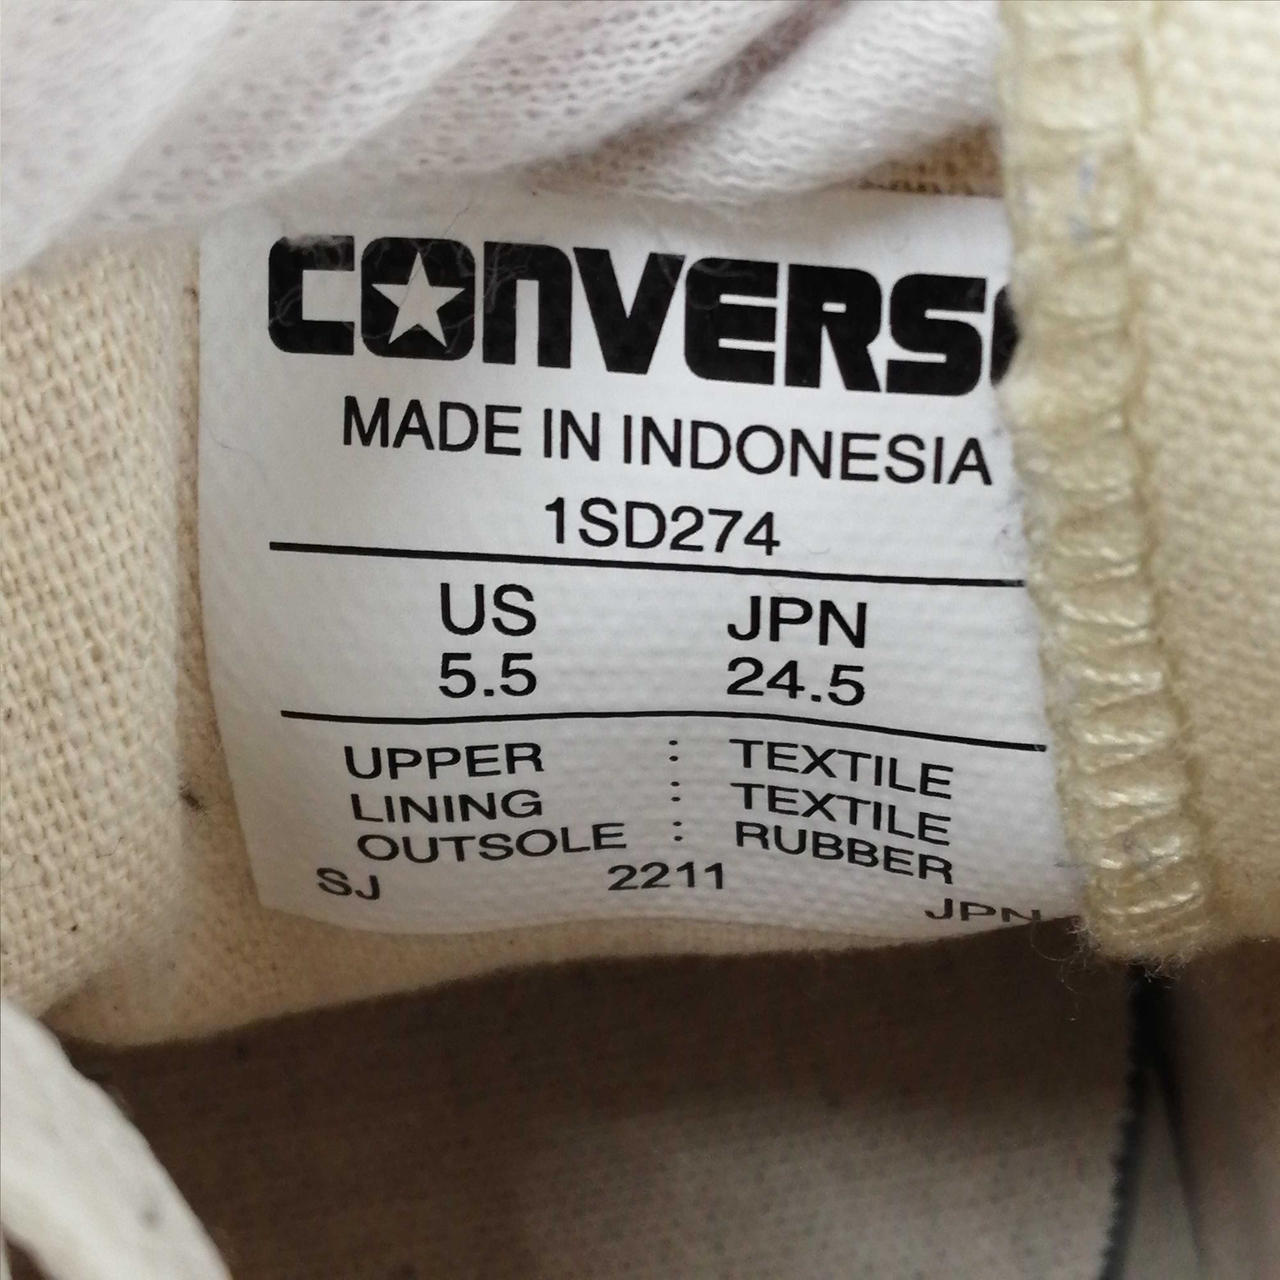 CONVERSE
MADE IN INDONESIA
1SD274
US JPN
5.5 24.5
UPPER : TEXTILE
LINING : TEXTILE
OUTSOLE : RUBBER
SJ 2211
JPN